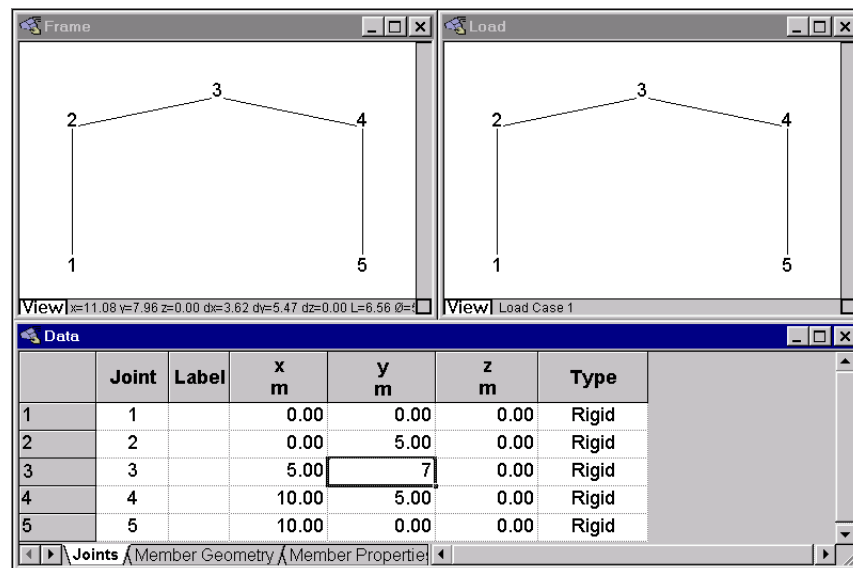 Frame
Load
3
2
4
1
5
3
2
4
1
5
View x=11.08 y=7.96 z=0.00 dx=3.62 dy=5.47 dz=0.00 L=6.56 Ø=
View Load Case 1
Data
Joint Label x m y m z m Type
1 1 0.00 0.00 0.00 Rigid
2 2 0.00 5.00 0.00 Rigid
3 3 5.00 7 0.00 Rigid
4 4 10.00 5.00 0.00 Rigid
5 5 10.00 0.00 0.00 Rigid
Joints Member Geometry Member Properties